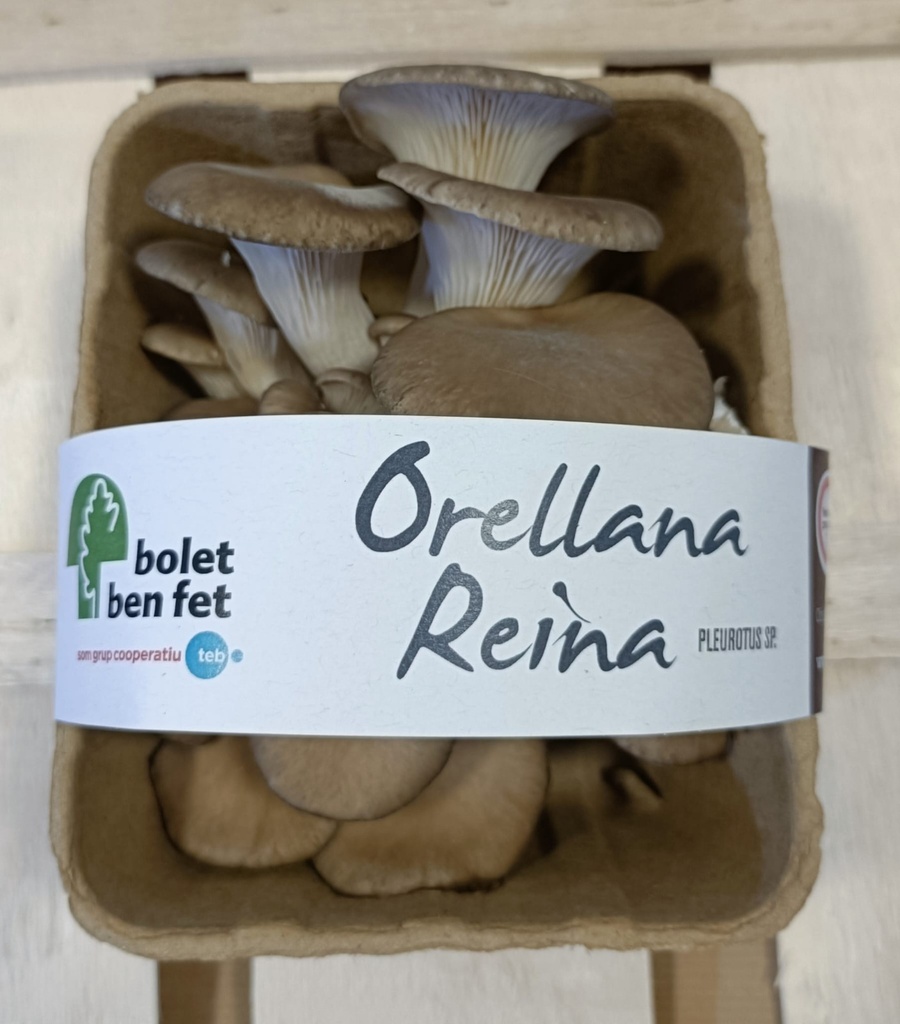 Orellana
Reina
PLEUROTUS SP.
bolet
ben fet
som grup cooperatiu teb